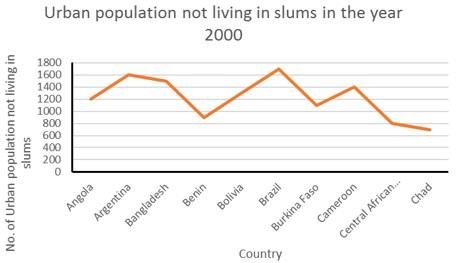 Urban population not living in slums in the year
2000
No. of Urban population not living in
slums
1800
1600
1400
1200
1000
800
600
400
200
0
Angola
Argentina
Bangladesh
Benin
Bolivia
Brazil
Burkina Faso
Cameroon
Central African...
Chad
Country